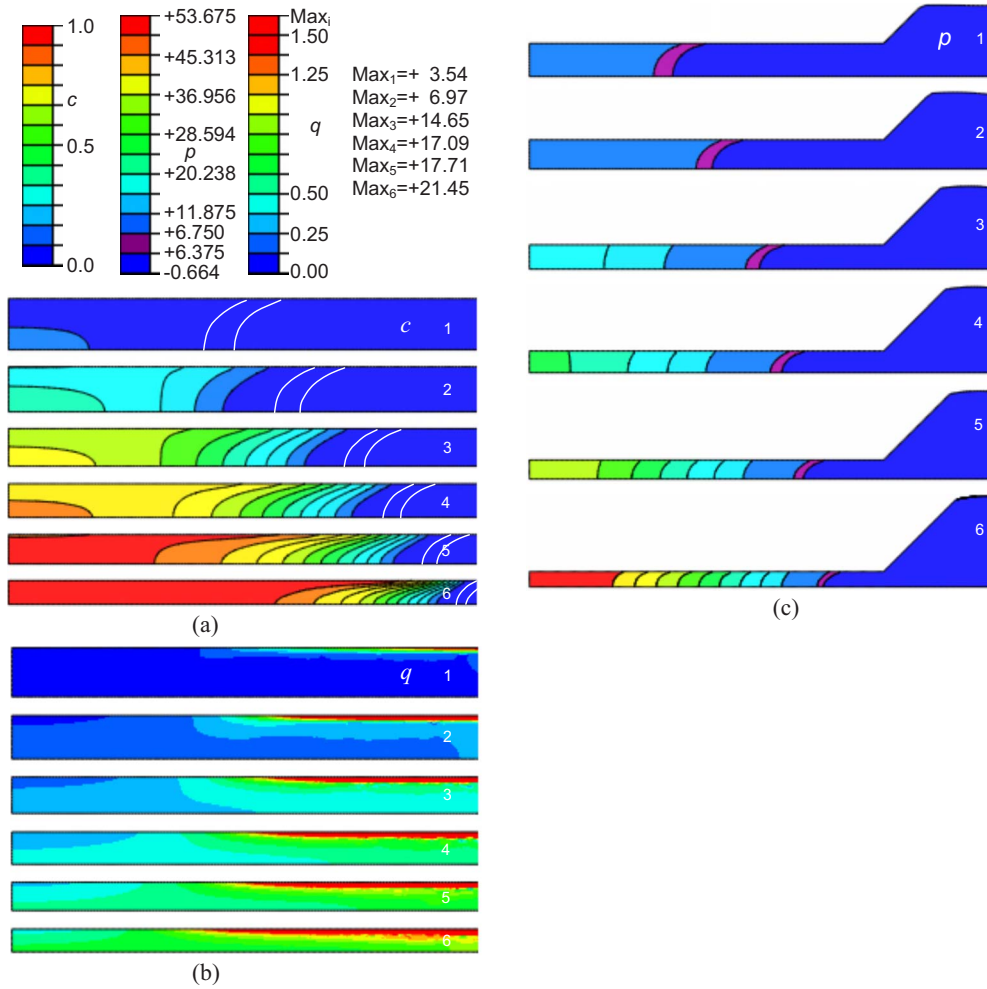 1.0
c
0.5
0.0
+53.675
+45.313
+36.956
+28.594
p
+20.238
+11.875
+6.750
+6.375
-0.664
Maxi
1.50
1.25
q
0.50
0.25
0.00
Max1=+ 3.54
Max2=+ 6.97
Max3=+14.65
Max4=+17.09
Max5=+17.71
Max6=+21.45
c 1
2
3
4
5
6
(a)
q 1
2
3
4
5
6
(b)
p 1
2
3
4
5
6
(c)